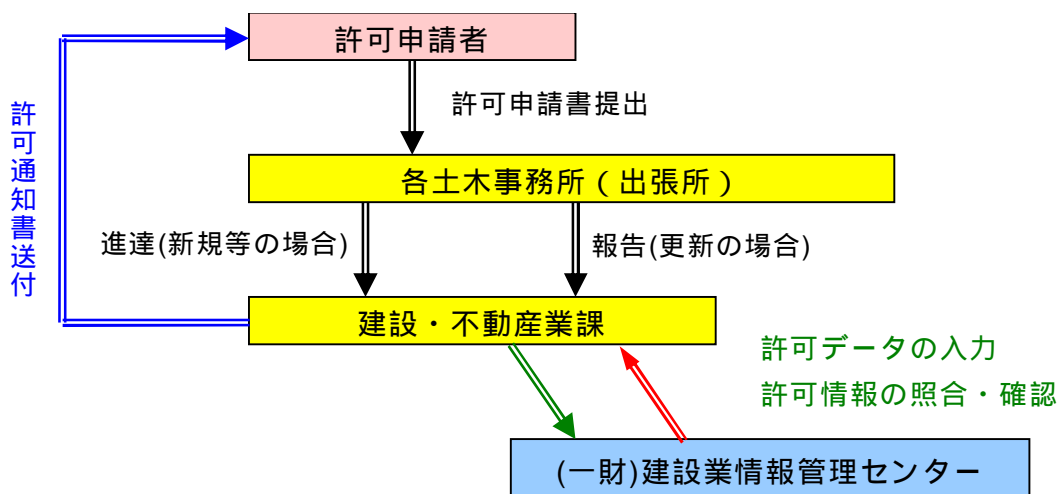 許可申請者
許可申請書提出
許可通知書送付
各土木事務所（出張所）
進達(新規等の場合)
報告(更新の場合)
建設・不動産業課
許可データの入力
許可情報の照合・確認
(一財)建設業情報管理センター